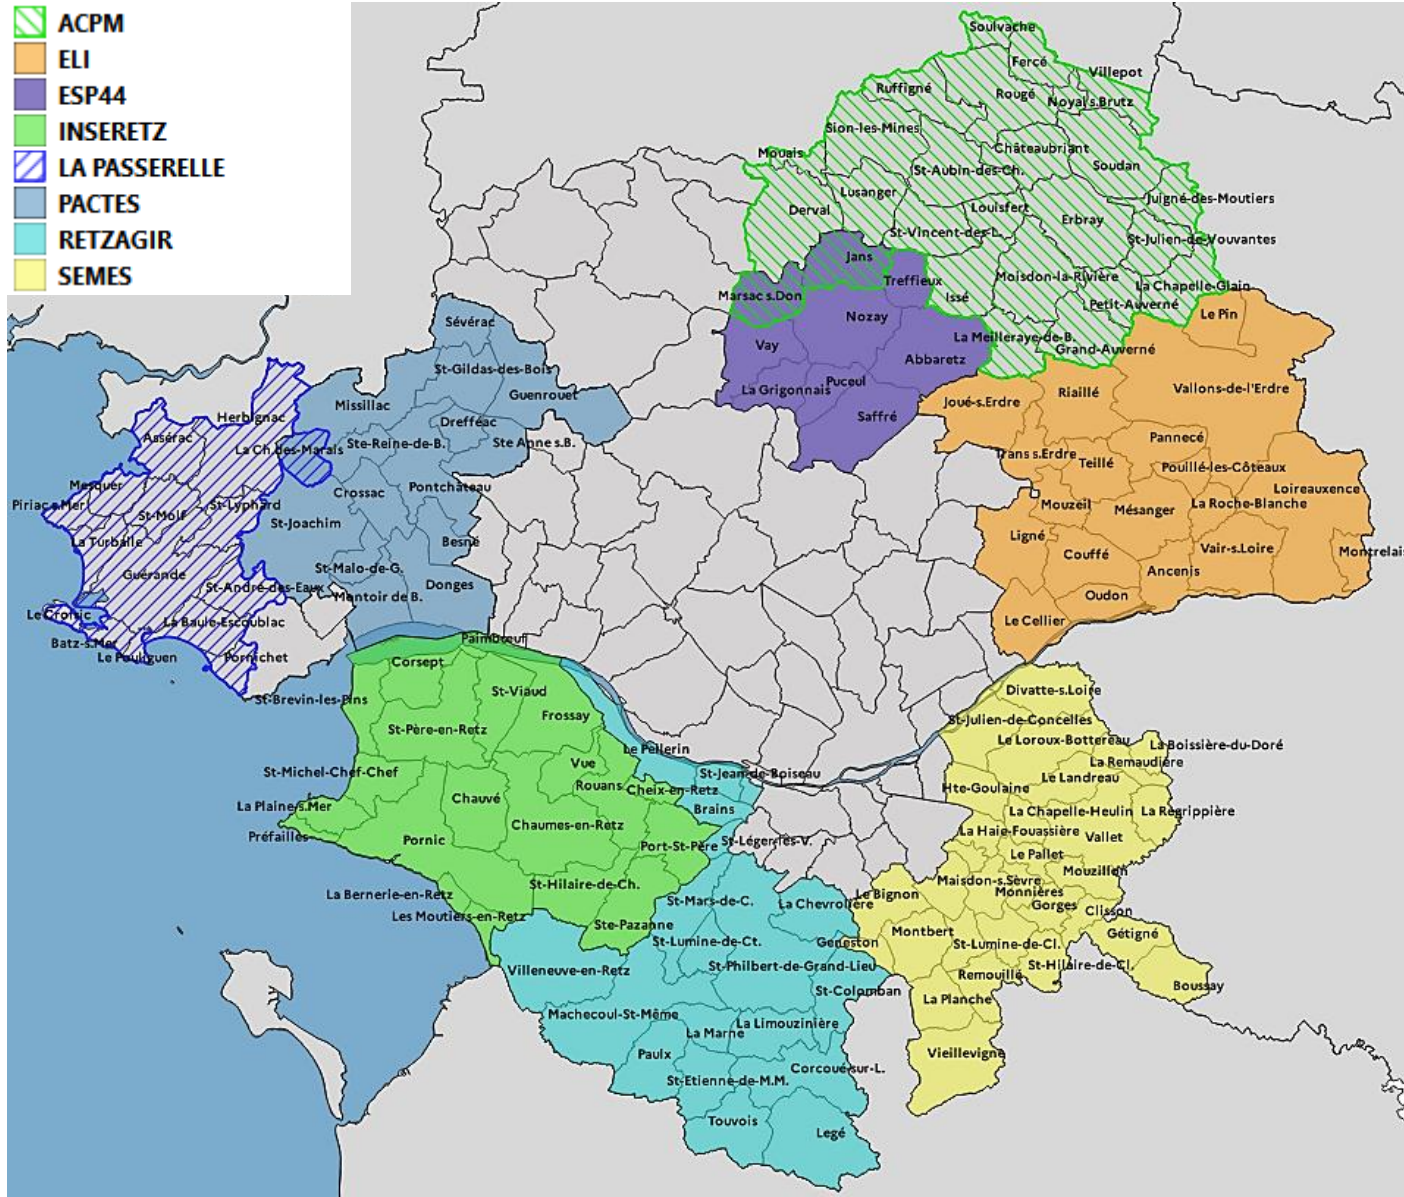 ACPM
ELI
ESP44
INSERETZ
LA PASSERELLE
PACTES
RETZAGIR
SEMES
Soulvache
Fercé
Villepot
Ruffigné
Rougé
Noyal s.Brutz
Sion-les-Mines
Châteaubriant
Mouais
St-Aubin-des-Ch.
Soudan
Lusanger
Juigné-des-Moutiers
Derval
Louisfert
Erbray
St-Vincent-des-L.
St-Julien-de-Vouvantes
Jans
Moisdon-la-Rivière
Treffieux
La Chapelle-Glain
Marsac s.Don
Issé
Petit-Auverné
Le Pin
Nozay
La Meilleraye-de-B.
Vay
Grand-Auverné
Abbaretz
Puceul
La Grigonnais
Vallons-de-l'Erdre
Riaillé
Joué-s.Erdre
Saffré
Sévérac
St-Gildas-des-Bois
Guenrouet
Missillac
Herbignac
Drefféac
Assérac
Ste-Reine-de-B.
Ste Anne s.B.
La Ch.des-Marais
Pannecé
Trans s.Erdre
Teillé
Pouillé-les-Côteaux
Mesquer
Crossac
Pontchâteau
Loireauxence
Piriac s.Mer
St-Lyphard
Mouzeil
Mésanger
La Roche-Blanche
St-Molf
St-Joachim
Ligné
La Turballe
Besné
Couffé
Vair-s.Loire
Montrelais
Guérande
St-Malo-de-G.
Ancenis
St-André-des-Eaux
Donges
Montoir de B.
Oudon
Le Croisic
La Baule-Escoublac
Le Cellier
Batz-s.Mer
Paimbœuf
Le Pouliguen
Pornichet
Corsept
St-Brevin-les-Pins
St-Viaud
Divatte-s.Loire
Frossay
St-Julien-de-Concelles
St-Père-en-Retz
Le Loroux-Bottereau
La Boissière-du-Doré
Le Pellerin
Vue
La Remaudière
St-Michel-Chef-Chef
St-Jean-de-Boiseau
Le Landreau
Rouans
Cheix-en-Retz
Hte-Goulaine
Chauvé
La Plaine-s.Mer
Brains
La Chapelle-Heulin
La Regrippière
Chaumes-en-Retz
La Haie-Fouassière
Préfailles
Pornic
St-Léger-les-V.
Vallet
Port-St-Père
Le Pallet
Mouzillon
St-Hilaire-de-Ch.
Maisdon-s.Sèvre
La Bernerie-en-Retz
Le Bignon
Monnières
St-Mars-de-C.
La Chevrolière
Gorges
Clisson
Les Moutiers-en-Retz
Ste-Pazanne
Montbert
Gétigné
St-Lumine-de-Ct.
Geneston
St-Lumine-de-Cl.
St-Philbert-de-Grand-Lieu
St-Hilaire-de-Cl.
Villeneuve-en-Retz
Remouillé
Boussay
St-Colomban
La Planche
Machecoul-St-Même
La Limouzinière
La Marne
Paulx
Vieillevigne
Corcoué-sur-L.
St-Etienne-de-M.M.
Touvois
Legé